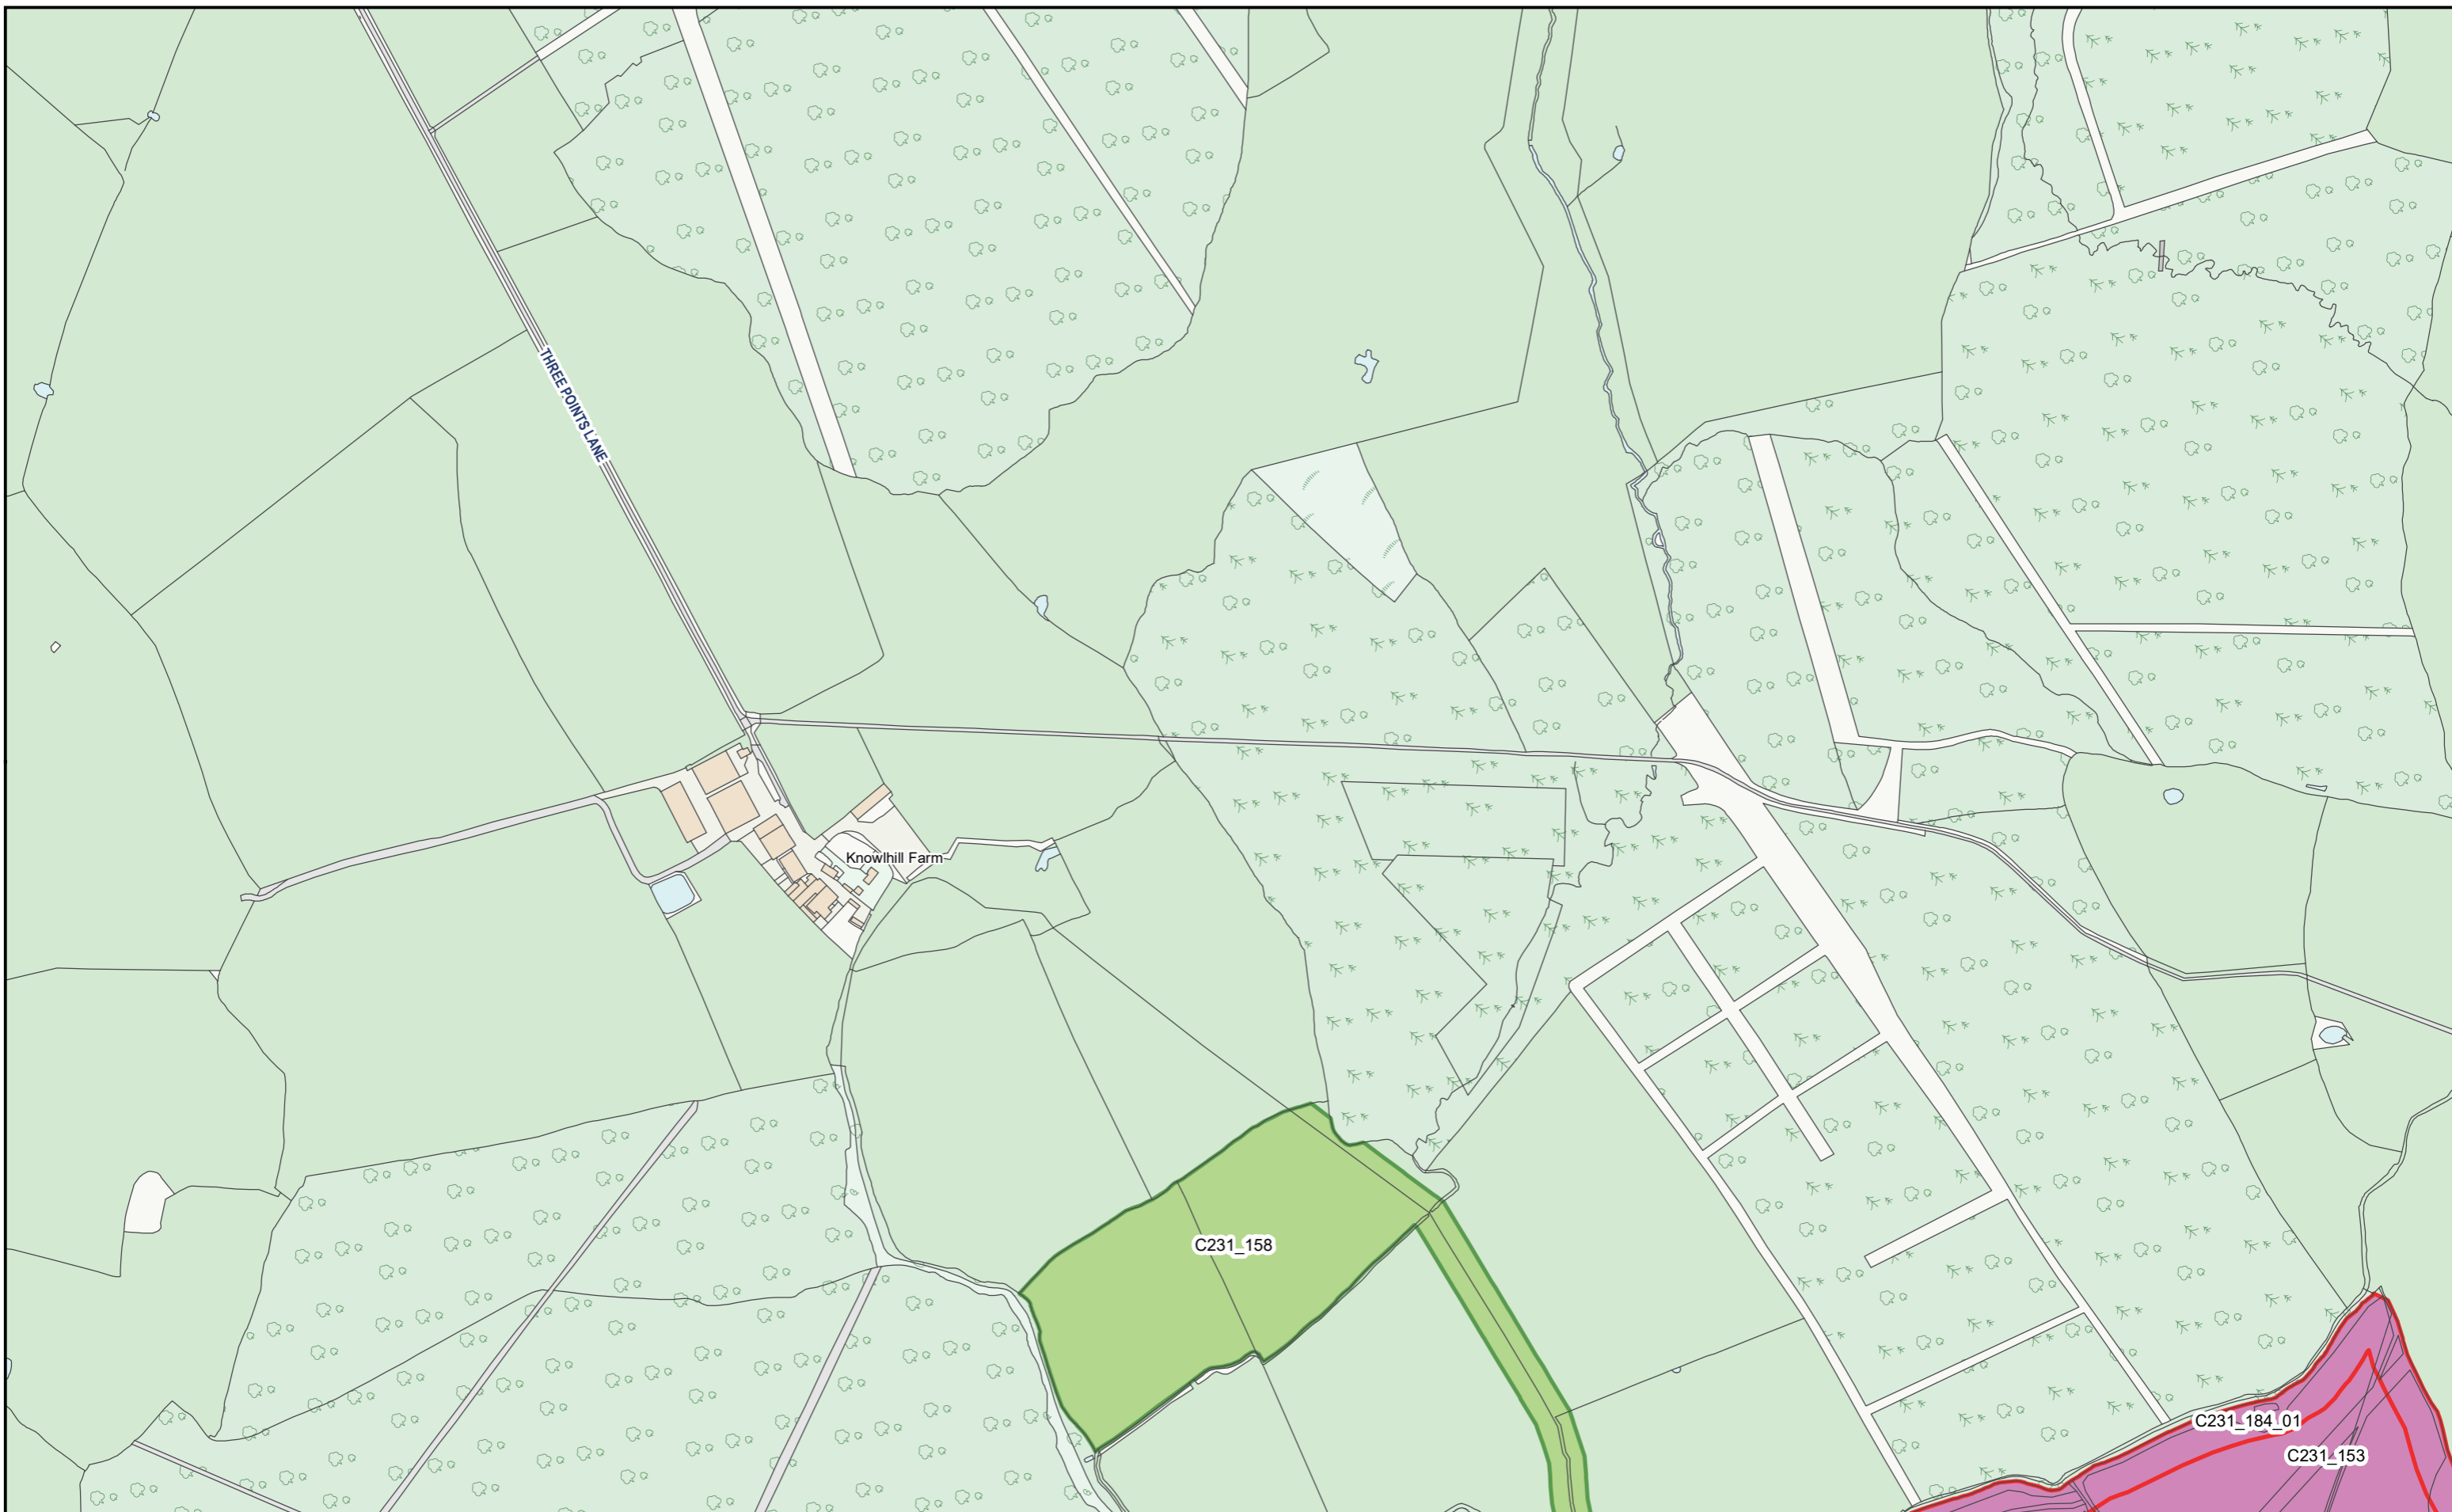 THREE POINTS LANE
Knowlhill Farm
C231_158
C231_184_01
C231_153